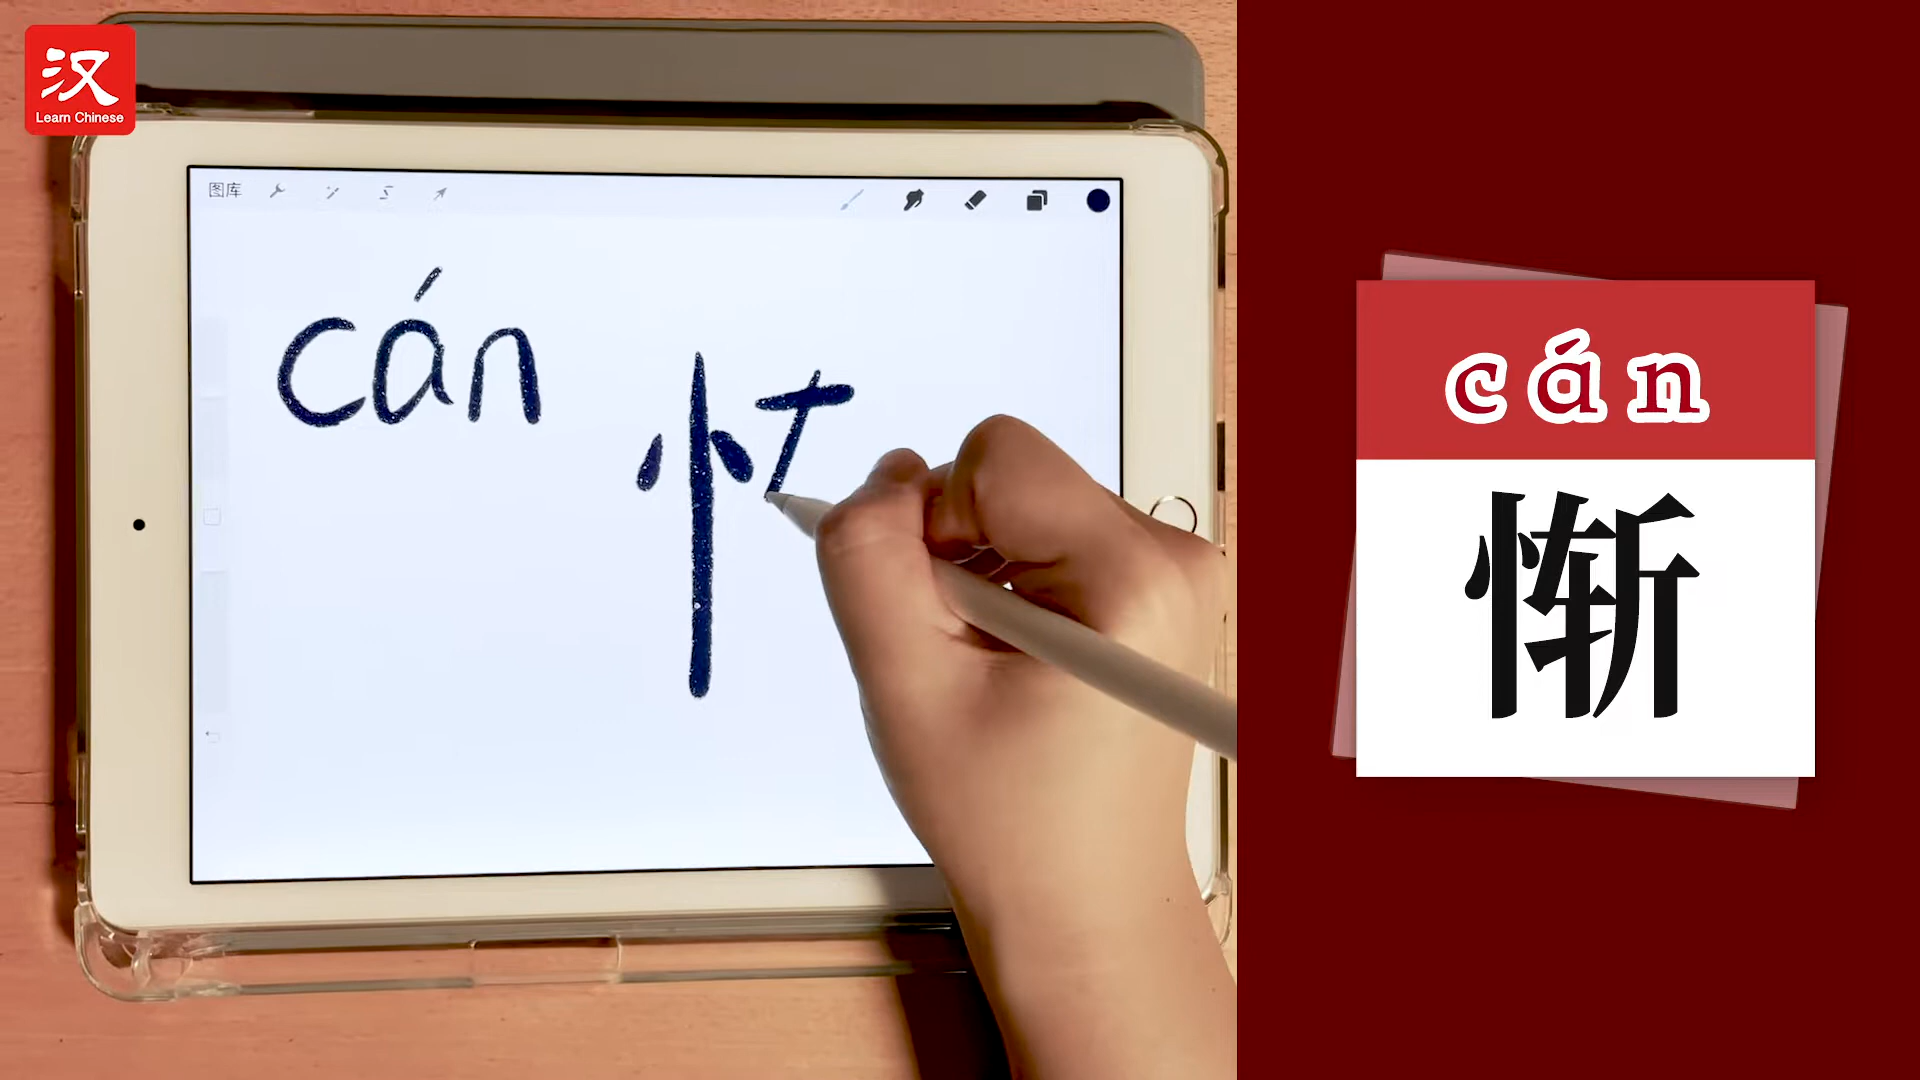 汉
Learn Chinese
图库
cán
cán
惭